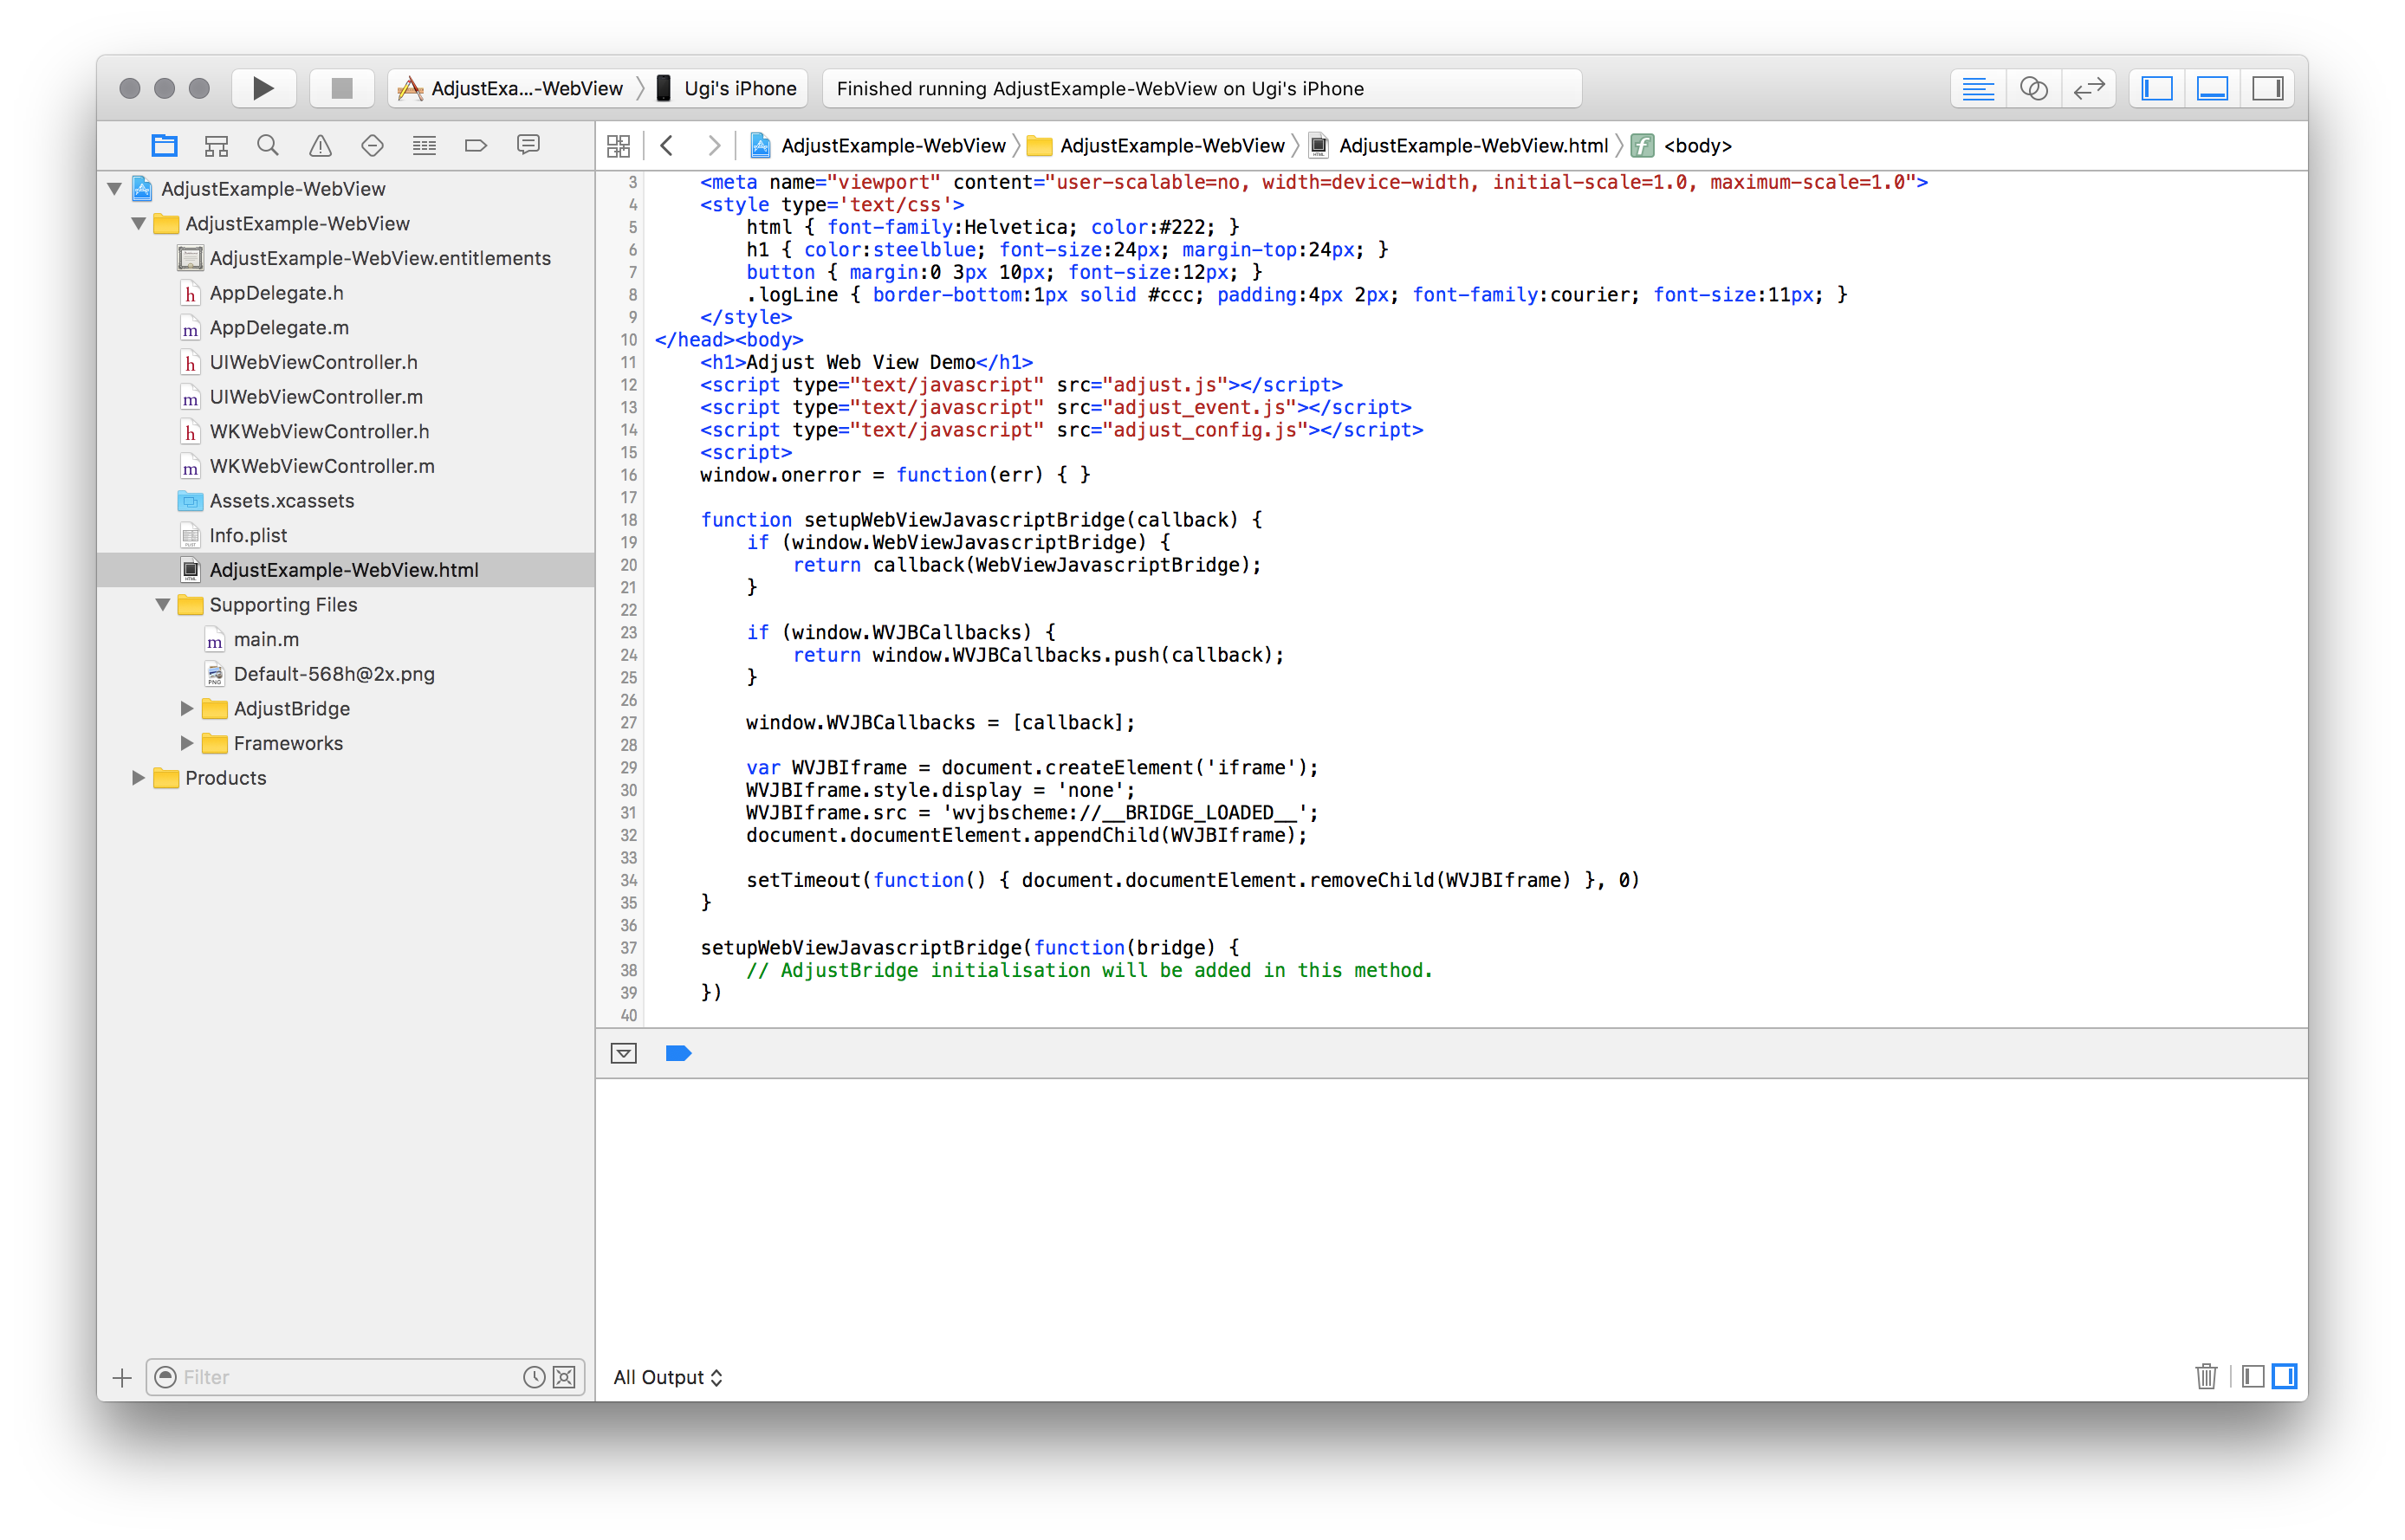 AdjustExa...-WebView
Ugi's iPhone
Finished running AdjustExample-WebView on Ugi's iPhone
AdjustExample-WebView
AdjustExample-WebView
AdjustExample-WebView.html
<body>
AdjustExample-WebView
AdjustExample-WebView
AdjustExample-WebView.entitlements
h AppDelegate.h
m AppDelegate.m
h UIWebViewController.h
m UIWebViewController.m
h WKWebViewController.h
m WKWebViewController.m
Assets.xcassets
Info.plist
AdjustExample-WebView.html
Supporting Files
m main.m
PNG Default-568h@2x.png
AdjustBridge
Frameworks
Products
Filter
3 <meta name="viewport" content="user-scalable=no, width=device-width, initial-scale=1.0, maximum-scale=1.0">
4 <style type='text/css'>
5 html { font-family:Helvetica; color:#222; }
6 h1 { color:steelblue; font-size:24px; margin-top:24px; }
7 button { margin:0 3px 10px; font-size:12px; }
8 .logLine { border-bottom:1px solid #ccc; padding:4px 2px; font-family:courier; font-size:11px; }
9 </style>
10 </head><body>
11 <h1>Adjust Web View Demo</h1>
12 <script type="text/javascript" src="adjust.js"></script>
13 <script type="text/javascript" src="adjust_event.js"></script>
14 <script type="text/javascript" src="adjust_config.js"></script>
15 <script>
16 window.onerror = function(err) { }
17
18 function setupWebViewJavascriptBridge(callback) {
19 if (window.WebViewJavascriptBridge) {
20 return callback(WebViewJavascriptBridge);
21 }
22
23 if (window.WVJBCallbacks) {
24 return window.WVJBCallbacks.push(callback);
25 }
26
27 window.WVJBCallbacks = [callback];
28
29 var WVJBIframe = document.createElement('iframe');
30 WVJBIframe.style.display = 'none';
31 WVJBIframe.src = 'wvjbscheme://__BRIDGE_LOADED__';
32 document.documentElement.appendChild(WVJBIframe);
33
34 setTimeout(function() { document.documentElement.removeChild(WVJBIframe) }, 0)
35 }
36
37 setupWebViewJavascriptBridge(function(bridge) {
38 // AdjustBridge initialisation will be added in this method.
39 })
40
All Output